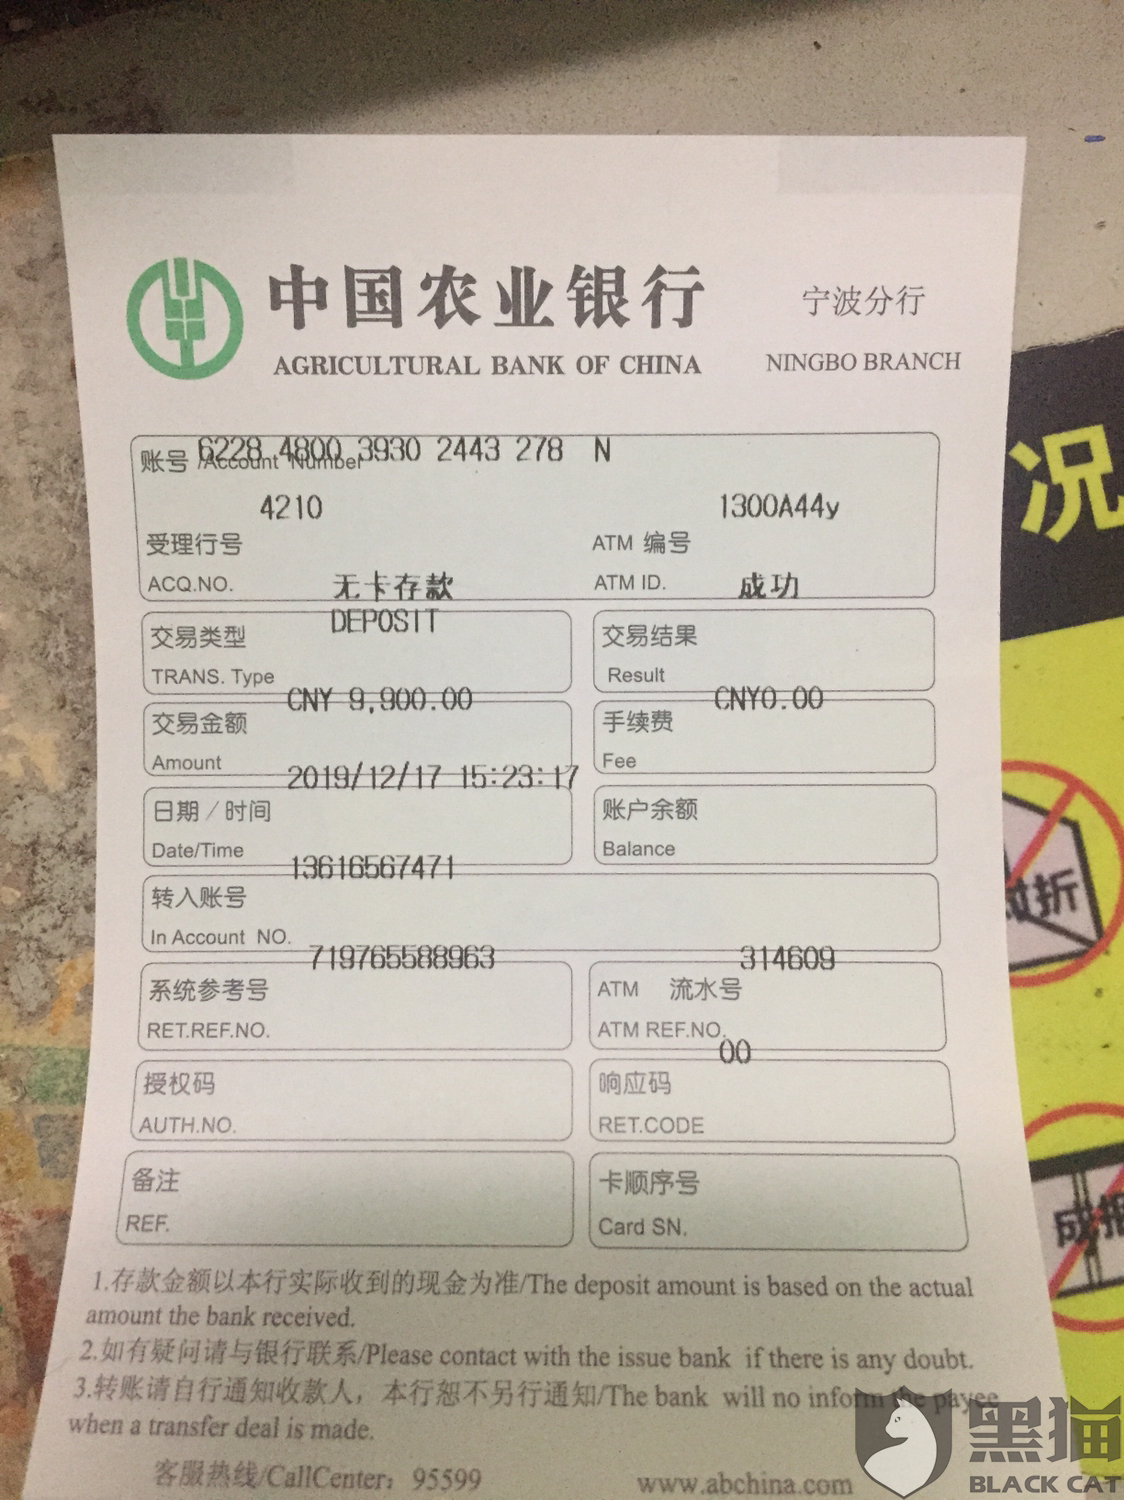 中国农业银行 宁波分行
AGRICULTURAL BANK OF CHINA NINGBO BRANCH
6228 4800 3930 2443 278 N
账号 /Account Number
4210 1300A44y
受理行号 ATM 编号
ACQ.NO. 无卡存款 ATM ID. 成功
DEPOSIT
交易类型 交易结果
TRANS. Type Result
CNY 9,900.00 CNY0.00
交易金额 手续费
Amount Fee
2019/12/17 15:23:17
日期/时间 账户余额
Date/Time Balance
13616567471
转入账号
In Account NO.
719765588963 314609
系统参考号 ATM 流水号
RET.REF.NO. ATM REF.NO.
00
授权码 响应码
AUTH.NO. RET.CODE
备注 卡顺序号
REF. Card SN.
1.存款金额以本行实际收到的现金为准/The deposit amount is based on the actual
amount the bank received.
2.如有疑问请与银行联系/Please contact with the issue bank if there is any doubt.
3.转账请自行通知收款人，本行恕不另行通知/The bank will no inform the payee
when a transfer deal is made.
客服热线/CallCenter：95599 www.abchina.com
况
折
黑猫
BLACK CAT